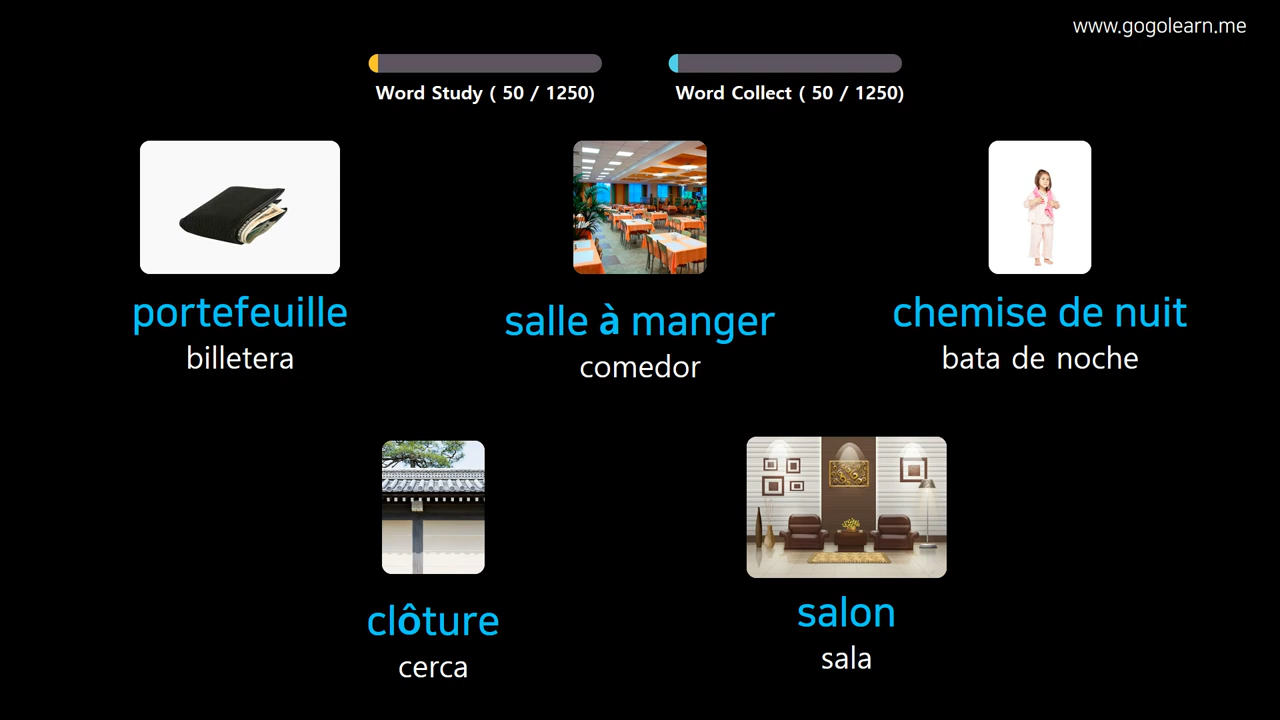 www.gogolearn.me
Word Study ( 50 / 1250)
Word Collect ( 50 / 1250)
portefeuille
billetera
salle à manger
comedor
chemise de nuit
bata de noche
clôture
cerca
salon
sala